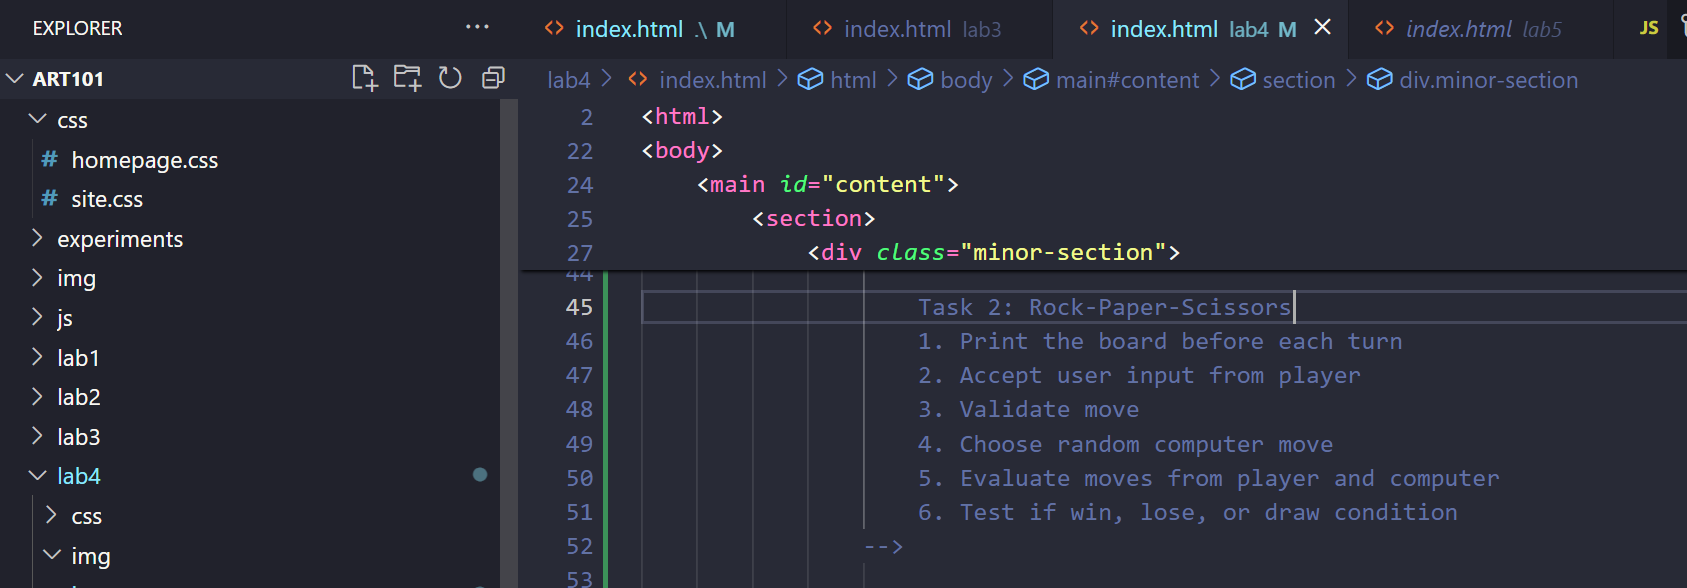 EXPLORER ...
ART101
css
# homepage.css
# site.css
experiments
img
js
lab1
lab2
lab3
lab4
css
img
<> index.html .\ M
<> index.html lab3
<> index.html lab4 M
<> index.html lab5
JS
lab4 > <> index.html > html > body > main#content > section > div.minor-section
2 <html>
22 <body>
24 <main id="content">
25 <section>
27 <div class="minor-section">
44
45 Task 2: Rock-Paper-Scissors
46 1. Print the board before each turn
47 2. Accept user input from player
48 3. Validate move
49 4. Choose random computer move
50 5. Evaluate moves from player and computer
51 6. Test if win, lose, or draw condition
52 -->
53